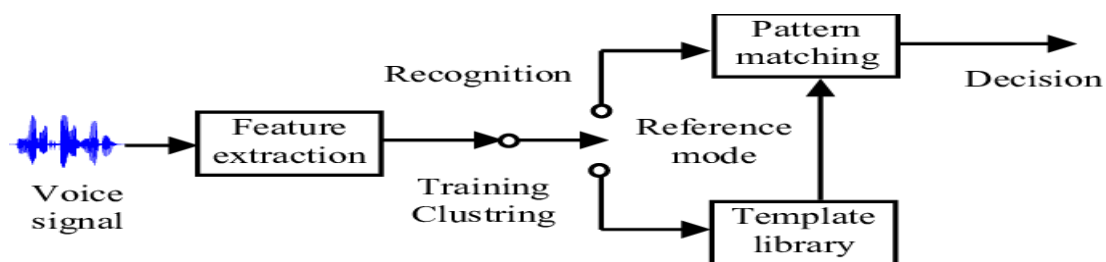 Voice
signal
Feature
extraction
Recognition
Training
Clustring
Reference
mode
Pattern
matching
Template
library
Decision